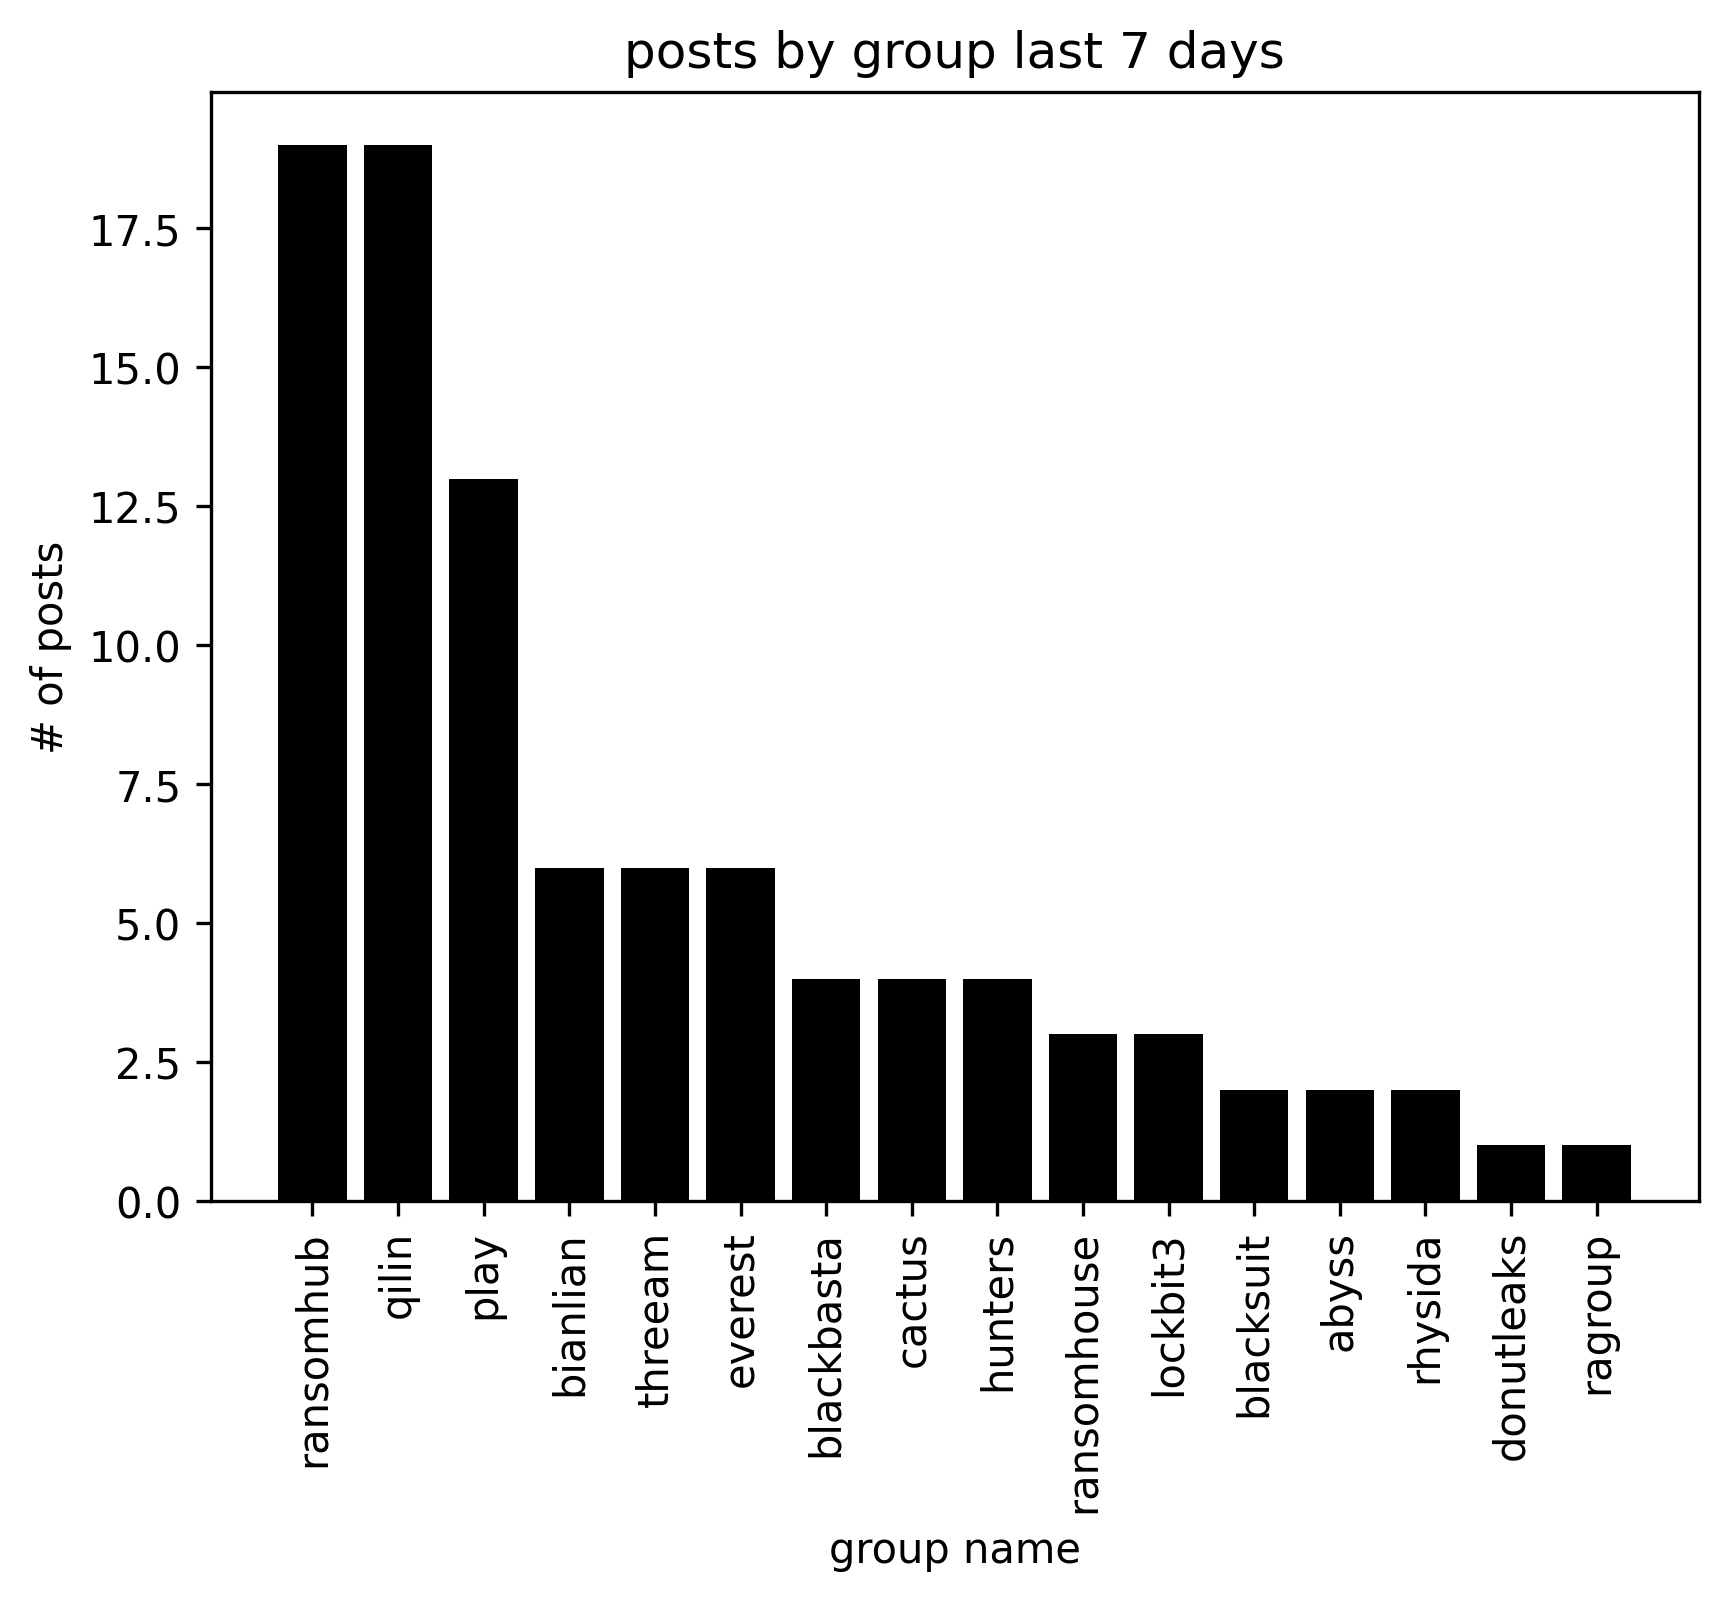 posts by group last 7 days
# of posts
17.5
15.0
12.5
10.0
7.5
5.0
2.5
0.0
ransomhub
qilin
play
bianlian
threeam
everest
blackbasta
cactus
hunters
ransomhouse
lockbit3
blacksuit
abyss
rhysida
donutleaks
ragroup
group name